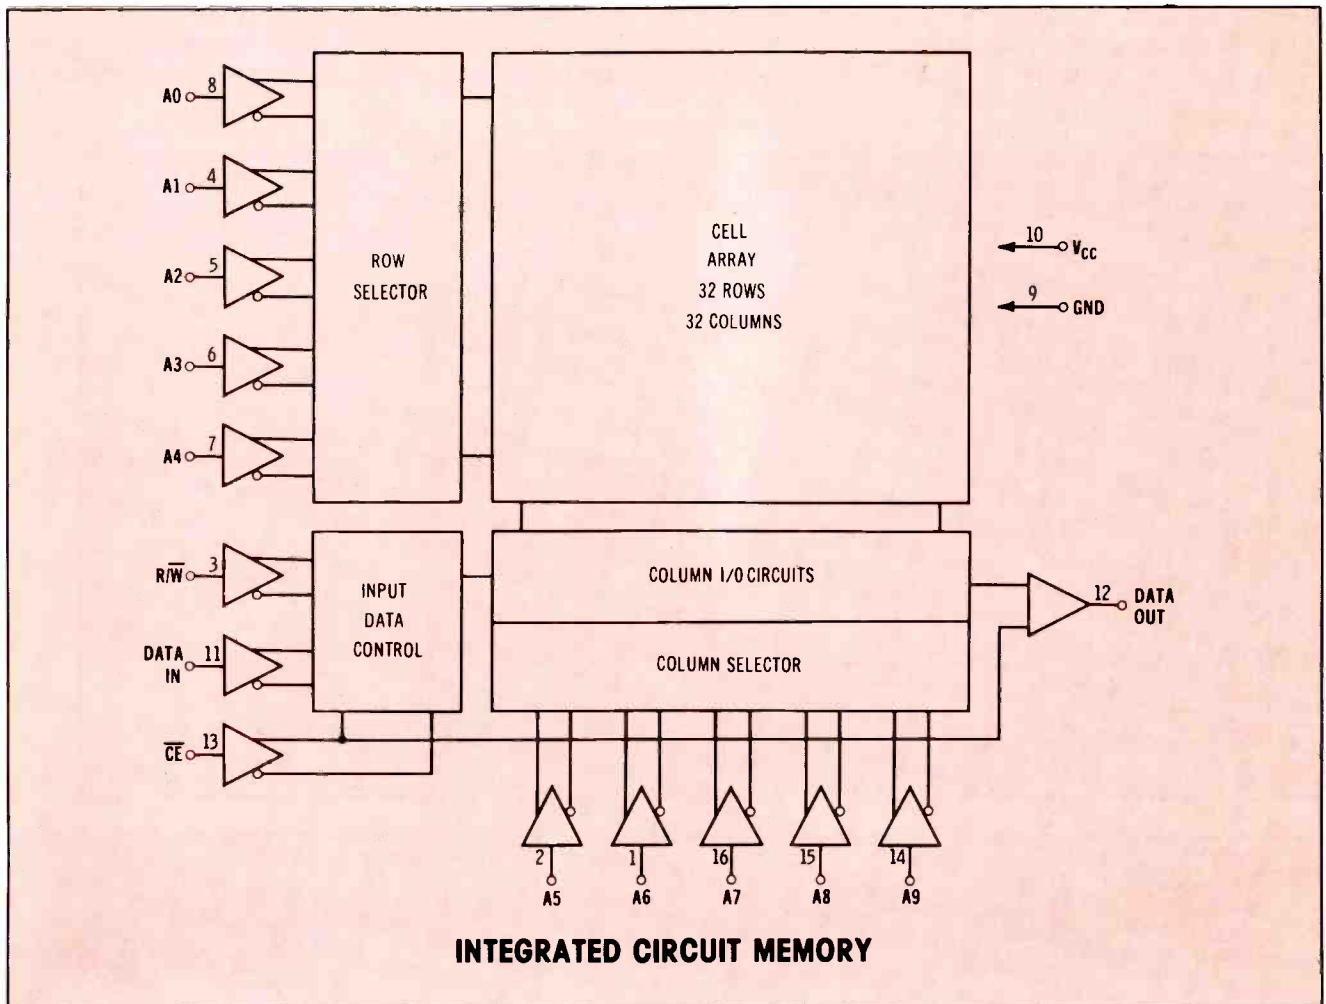 A0 8
A1 4
A2 5
A3 6
A4 7
ROW
SELECTOR
CELL
ARRAY
32 ROWS
32 COLUMNS
10 VCC
9 GND
R/W̅ 3
DATA
IN 11
C̅E̅ 13
INPUT
DATA
CONTROL
COLUMN I/O CIRCUITS
COLUMN SELECTOR
12 DATA
OUT
2 1 16 15 14
A5 A6 A7 A8 A9
INTEGRATED CIRCUIT MEMORY